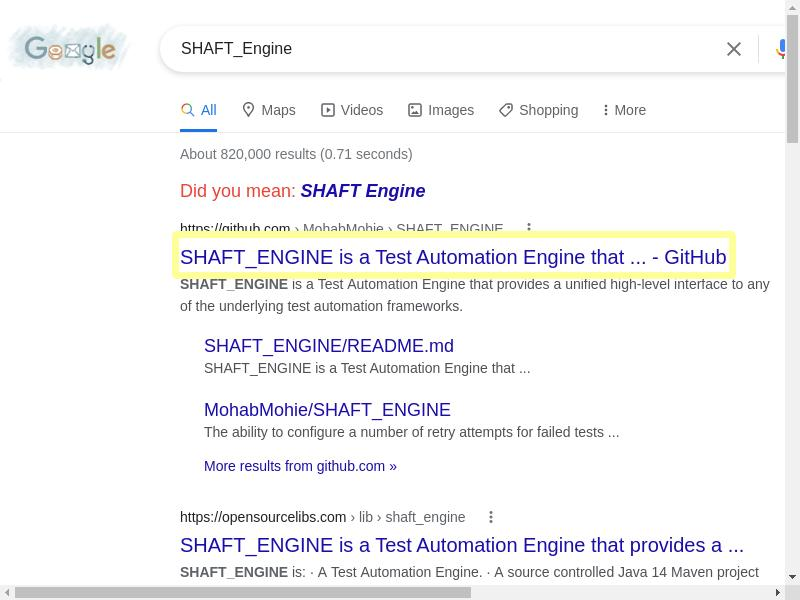 Google
SHAFT_Engine
All Maps Videos Images Shopping More
About 820,000 results (0.71 seconds)
Did you mean: SHAFT Engine
https://github.com › MohabMohie › SHAFT_ENGINE
SHAFT_ENGINE is a Test Automation Engine that ... - GitHub
SHAFT_ENGINE is a Test Automation Engine that provides a unified high-level interface to any
of the underlying test automation frameworks.
SHAFT_ENGINE/README.md
SHAFT_ENGINE is a Test Automation Engine that ...
MohabMohie/SHAFT_ENGINE
The ability to configure a number of retry attempts for failed tests ...
More results from github.com »
https://opensourcelibs.com › lib › shaft_engine
SHAFT_ENGINE is a Test Automation Engine that provides a ...
SHAFT_ENGINE is: · A Test Automation Engine. · A source controlled Java 14 Maven project